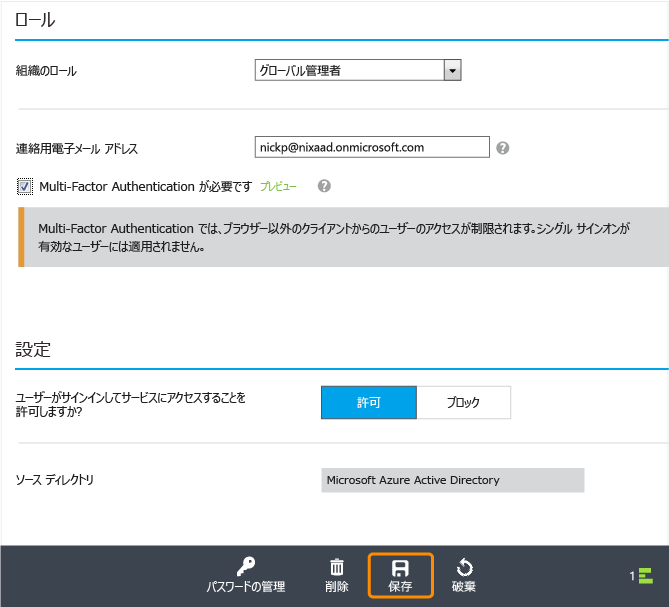 ロール
組織のロール
グローバル管理者
連絡用電子メール アドレス
nickp@nixaad.onmicrosoft.com
?
Multi-Factor Authentication が必要です プレビュー ?
Multi-Factor Authentication では、ブラウザー以外のクライアントからのユーザーのアクセスが制限されます。シングル サインオンが
有効なユーザーには適用されません。
設定
ユーザーがサインインしてサービスにアクセスすることを
許可しますか?
許可
ブロック
ソース ディレクトリ
Microsoft Azure Active Directory
パスワードの管理
削除
保存
破棄
1